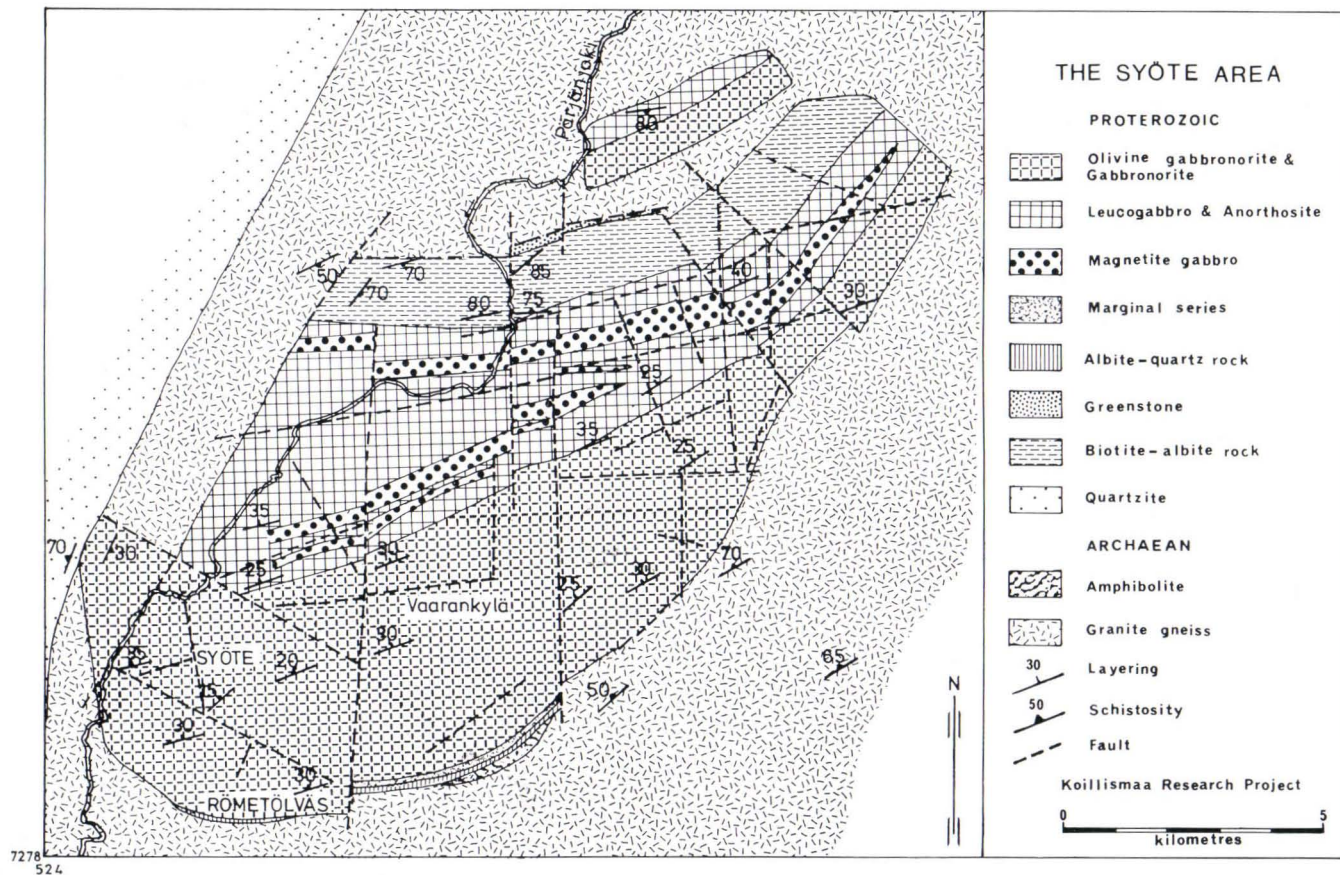 Pärjänjoki
80
50
70
70
85
80
75
40
30
25
35
25
35
70
30
25
30
25
30
70
Vaarankylä
30
SYÖTE
20
25
65
50
30
30
RÖMETÖLVAS
N
7278
524
THE SYÖTE AREA
PROTEROZOIC
Olivine gabbronorite &
Gabbronorite
Leucogabbro & Anorthosite
Magnetite gabbro
Marginal series
Albite-quartz rock
Greenstone
Biotite-albite rock
Quartzite
ARCHAEAN
Amphibolite
Granite gneiss
30 Layering
50 Schistosity
Fault
Koillismaa Research Project
0 5
kilometres